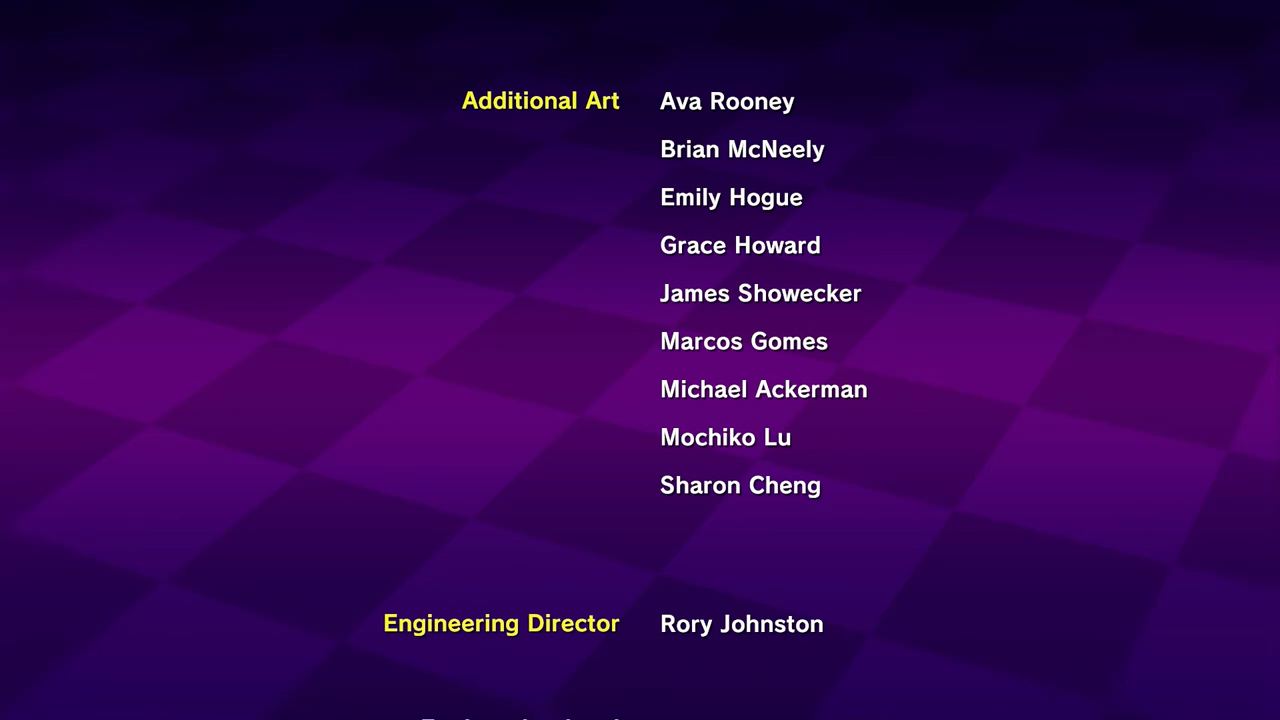 Additional Art Ava Rooney
Brian McNeely
Emily Hogue
Grace Howard
James Showecker
Marcos Gomes
Michael Ackerman
Mochiko Lu
Sharon Cheng
Engineering Director Rory Johnston